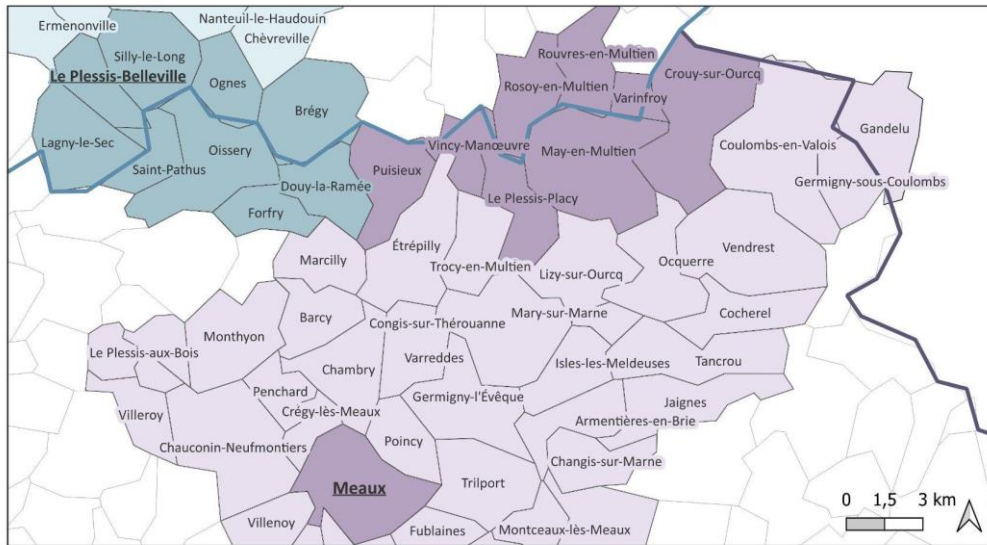 Ermenonville
Nanteuil-le-Haudouin
Chèvreville
Silly-le-Long
Le Plessis-Belleville
Ognes
Brégy
Lagny-le-Sec
Oissery
Saint-Pathus
Douy-la-Ramée
Forfry
Rouvres-en-Multien
Crouy-sur-Ourcq
Rosoy-en-Multien
Varinfroy
Gandelu
Vincy-Manœuvre
May-en-Multien
Coulombs-en-Valois
Puisieux
Germigny-sous-Coulombs
Le Plessis-Placy
Étrépilly
Vendrest
Marcilly
Trocy-en-Multien
Lizy-sur-Ourcq
Ocquerre
Barcy
Congis-sur-Thérouanne
Mary-sur-Marne
Cocherel
Monthyon
Le Plessis-aux-Bois
Varreddes
Isles-les-Meldeuses
Tancrou
Chambry
Penchard
Germigny-l'Évêque
Jaignes
Villeroy
Crégy-lès-Meaux
Armentières-en-Brie
Chauconin-Neufmontiers
Poincy
Changis-sur-Marne
Meaux
Trilport
Villenoy
Fublaines
Montceaux-lès-Meaux
0 1,5 3 km